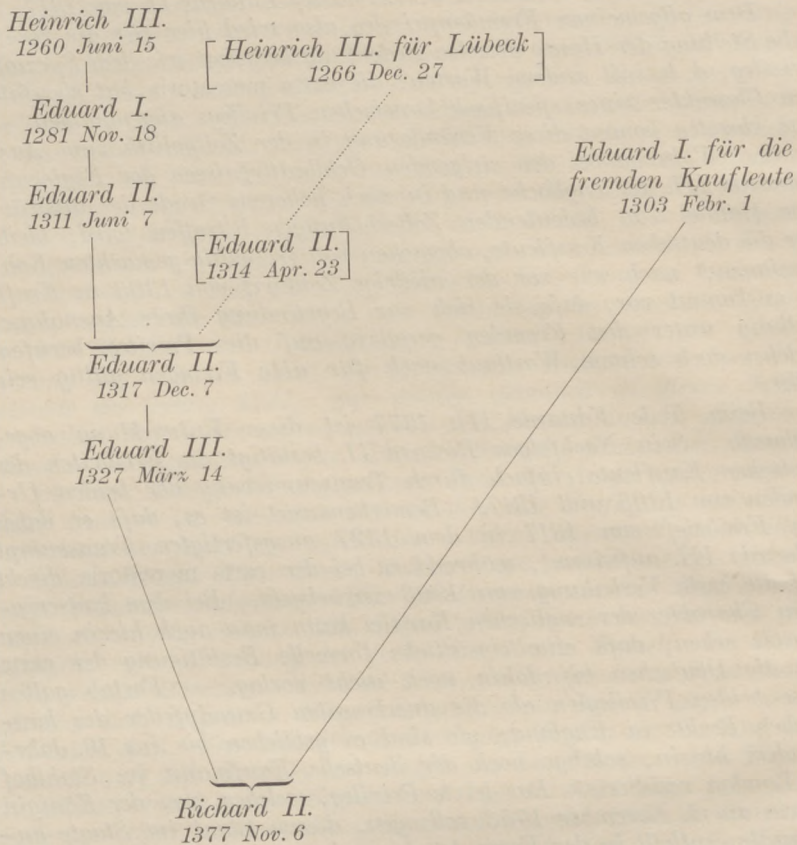 Heinrich III.
1260 Juni 15
[Heinrich III. für Lübeck]
1266 Dec. 27
Eduard I.
1281 Nov. 18
Eduard I. für die
fremden Kaufleute
1303 Febr. 1
Eduard II.
1311 Juni 7
[Eduard II.
1314 Apr. 23]
Eduard II.
1317 Dec. 7
Eduard III.
1327 März 14
Richard II.
1377 Nov. 6